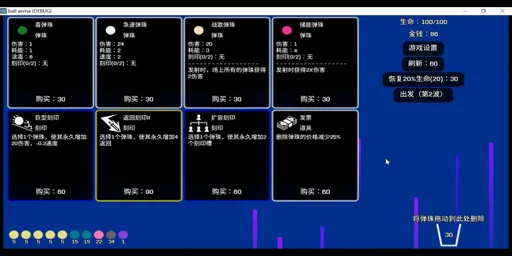 ball arena (DEBUG)
毒弹珠
弹珠
伤害：1
耗能：1
涂毒：6
刻印(0/2)：无
购买：30
急速弹珠
弹珠
伤害：24
耗能：2
速度：2
刻印(0/2)：无
购买：30
战歌弹珠
弹珠
伤害：20
耗能：3
刻印(0/2)：无
发射时，场上所有的弹珠获得
2伤害
购买：30
储能弹珠
弹珠
伤害：1
耗能：x
刻印(0/2)：无
发射时获得2X伤害
购买：30
生命：100/100
金钱：86
游戏设置
刷新：60
恢复20%生命(20)：30
出发（第2波）
巨型刻印
刻印
选择1个弹珠，使其永久增加
20伤害，-0.3速度
购买：60
返回刻印II
刻印
选择1个弹珠，使其永久增加4
返回
购买：90
扩容刻印
刻印
选择1个弹珠，使其永久增加2
个刻印槽
购买：60
发票
道具
删除弹珠的价格减少25%
购买：60
将弹珠拖动到此处删除
30
5 5 5 5 5 15 15 22 34 1